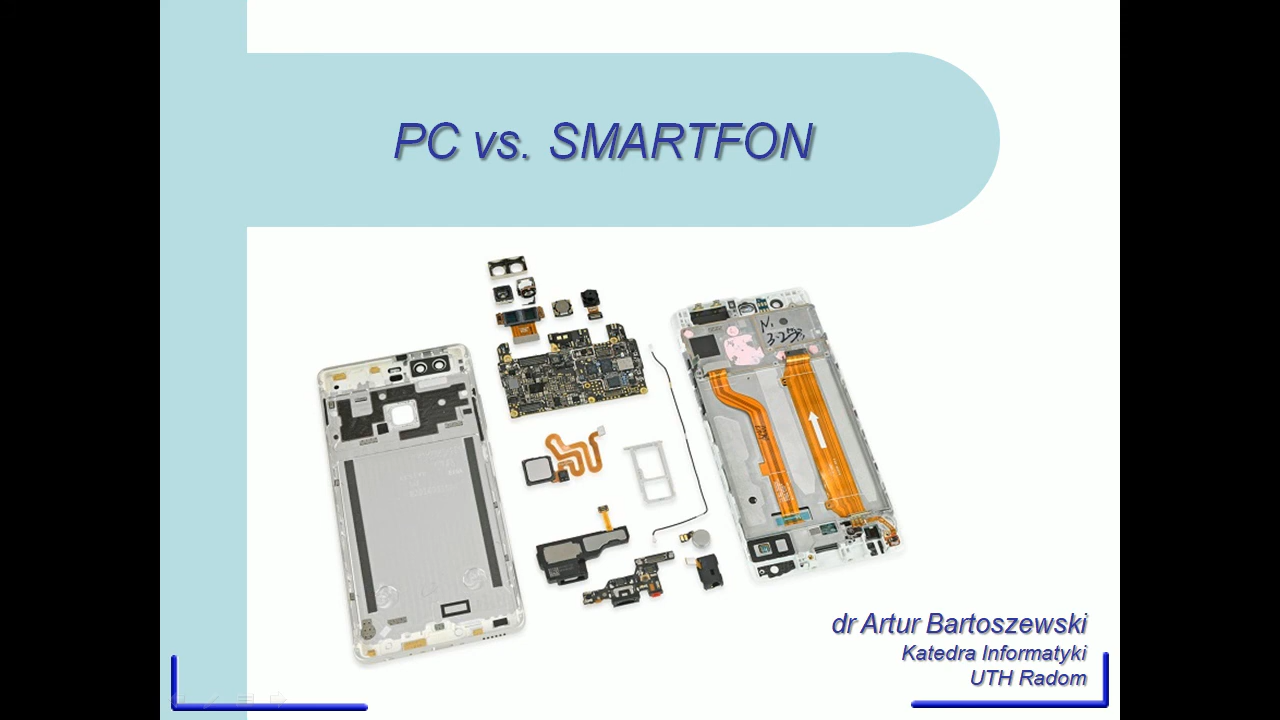 PC vs. SMARTFON
dr Artur Bartoszewski
Katedra Informatyki
UTH Radom